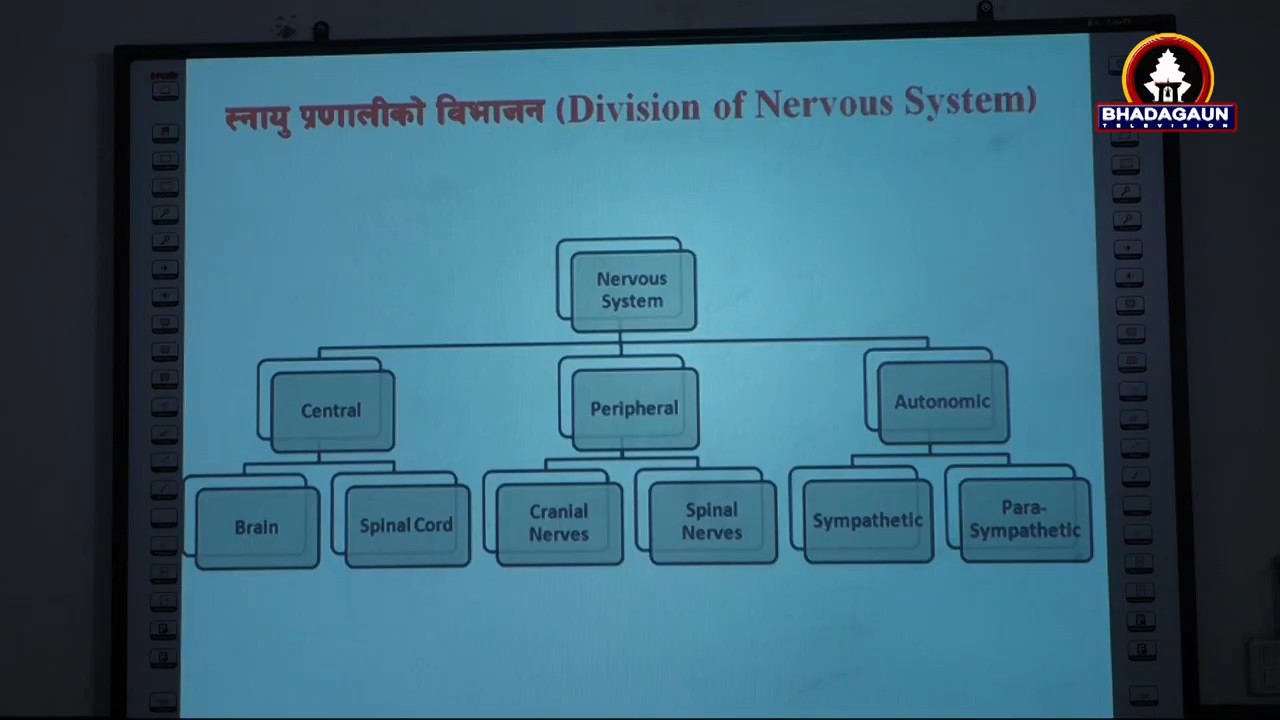 स्नायु प्रणालीको विभाजन (Division of Nervous System)
BHADAGAUN
TELEVISION
Nervous
System
Central
Peripheral
Autonomic
Brain
Spinal Cord
Cranial
Nerves
Spinal
Nerves
Sympathetic
Para-
Sympathetic